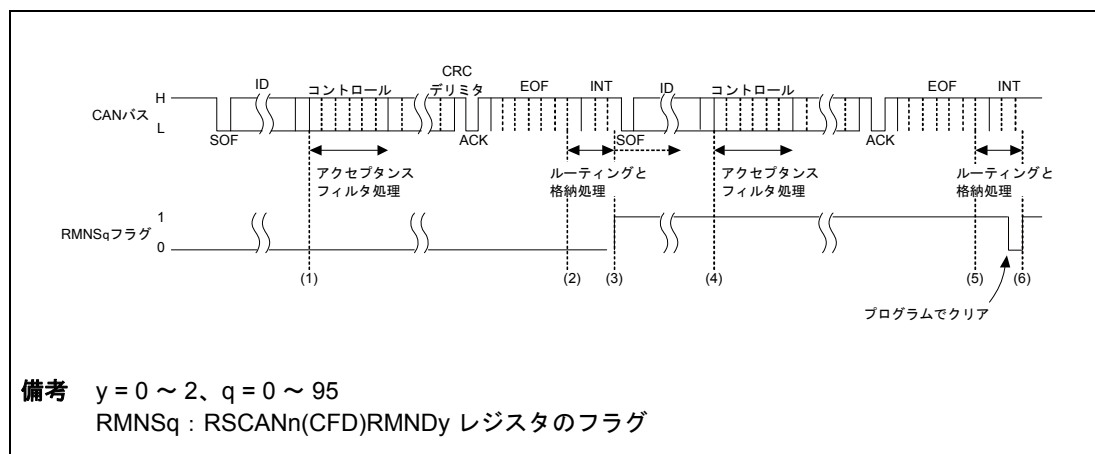 CRC
ID コントロール デリミタ EOF INT ID コントロール EOF INT
H
CANバス
L
SOF ACK SOF ACK
アクセプタンス
フィルタ処理
ルーティングと
格納処理
アクセプタンス
フィルタ処理
ルーティングと
格納処理
1
RMNSqフラグ
0
(1) (2) (3) (4) (5) (6)
プログラムでクリア
備考 y = 0 ～ 2、q = 0 ～ 95
RMNSq : RSCANn(CFD)RMNDy レジスタのフラグ